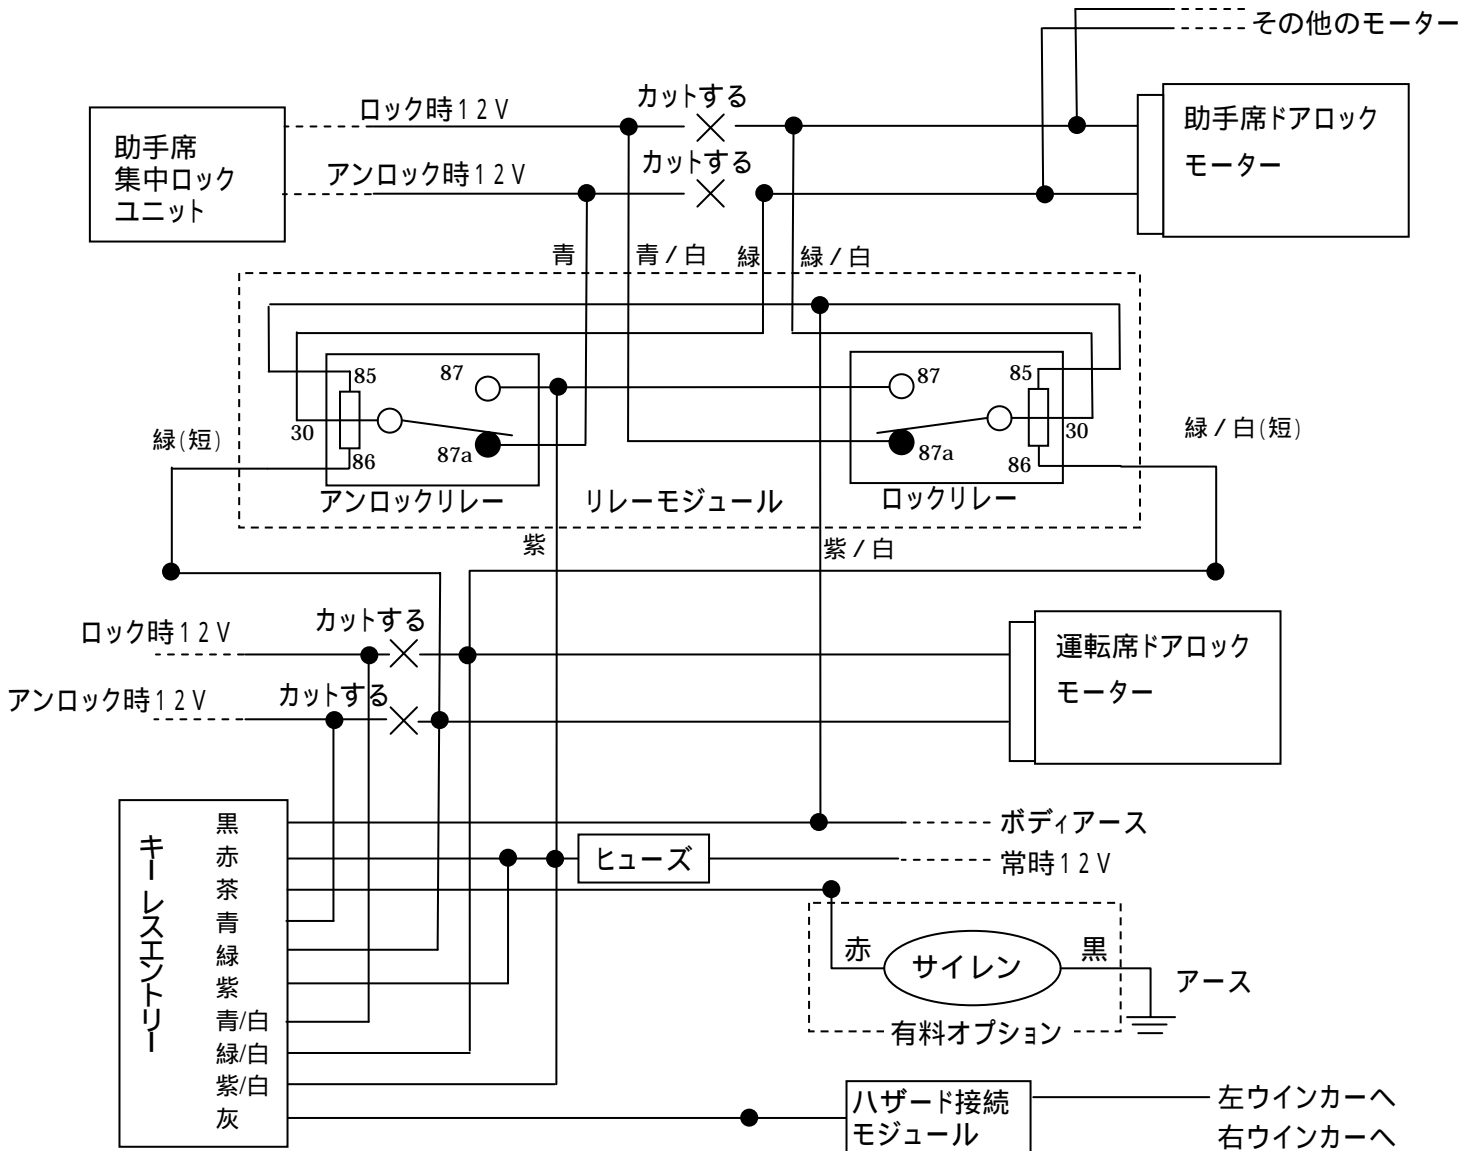 その他のモーター
ロック時12V
カットする
助手席ドアロック
モーター
助手席
集中ロック
ユニット
アンロック時12V
カットする
青
青/白
緑
緑/白
85
87
30
86
87a
緑(短)
アンロックリレー
リレーモジュール
87
85
30
87a
86
ロックリレー
緑/白(短)
紫
紫/白
ロック時12V
カットする
アンロック時12V
カットする
運転席ドアロック
モーター
キーレスエントリー
黒
赤
茶
青
緑
紫
青/白
緑/白
紫/白
灰
ヒューズ
ボディアース
常時12V
赤
サイレン
黒
アース
有料オプション
ハザード接続
モジュール
左ウインカーへ
右ウインカーへ